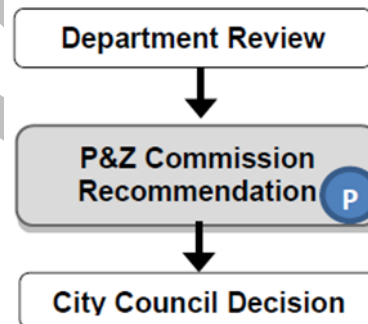 Department Review
P&Z Commission
Recommendation
P
City Council Decision